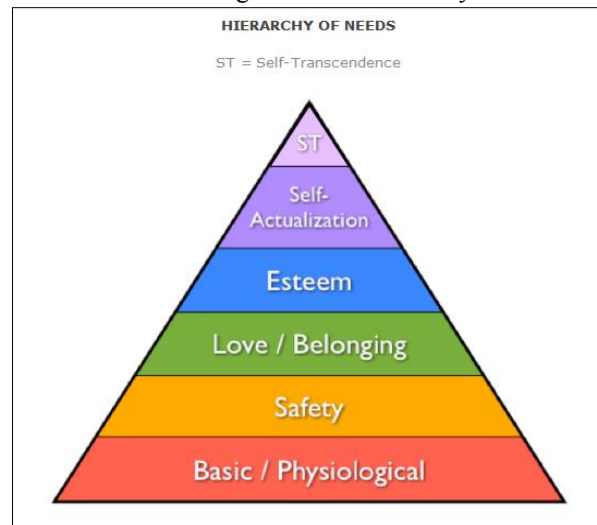 HIERARCHY OF NEEDS
ST = Self-Transcendence
ST
Self-
Actualization
Esteem
Love / Belonging
Safety
Basic / Physiological